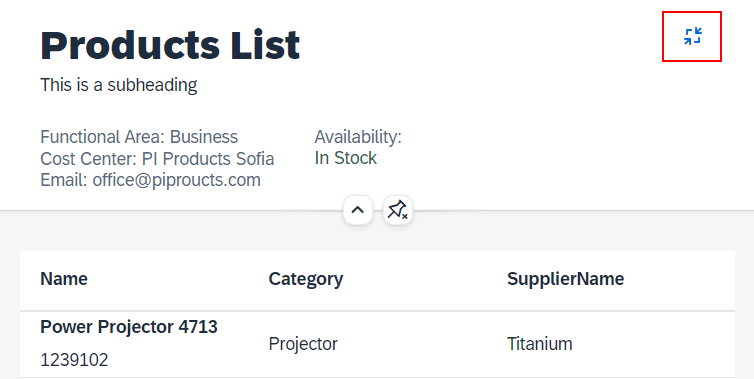 Products List
This is a subheading
Functional Area: Business
Cost Center: PI Products Sofia
Email: office@piproucts.com
Availability:
In Stock
Name Category SupplierName
Power Projector 4713
1239102
Projector Titanium